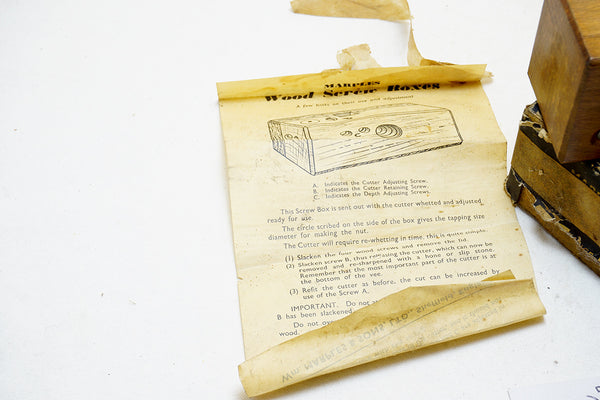 MARPLES
Wood Screw Boxes
A few hints on their use and adjustment
A. Indicates the Cutter Adjusting Screw.
B. Indicates the Cutter Retaining Screw.
C. Indicates the Depth Adjusting Screw.
This Screw Box is sent out with the cutter whetted and adjusted
ready for use.
The circle scribed on the side of the box gives the tapping size
diameter for making the nut.
The Cutter will require re-whetting in time, this is quite simple.
(1) Slacken the four wood screws and remove the lid.
(2) Slacken screw B, thus releasing the cutter, which can now be
removed and re-sharpened with a hone or slip stone.
Remember that the most important part of the cutter is at
the bottom of the vee.
(3) Refit the cutter as before, the cut can be increased by
use of the Screw A.
IMPORTANT. Do not
B has been slackened
Do not
wood.
Wm. MARPLES & SONS, LTD., Sheffield